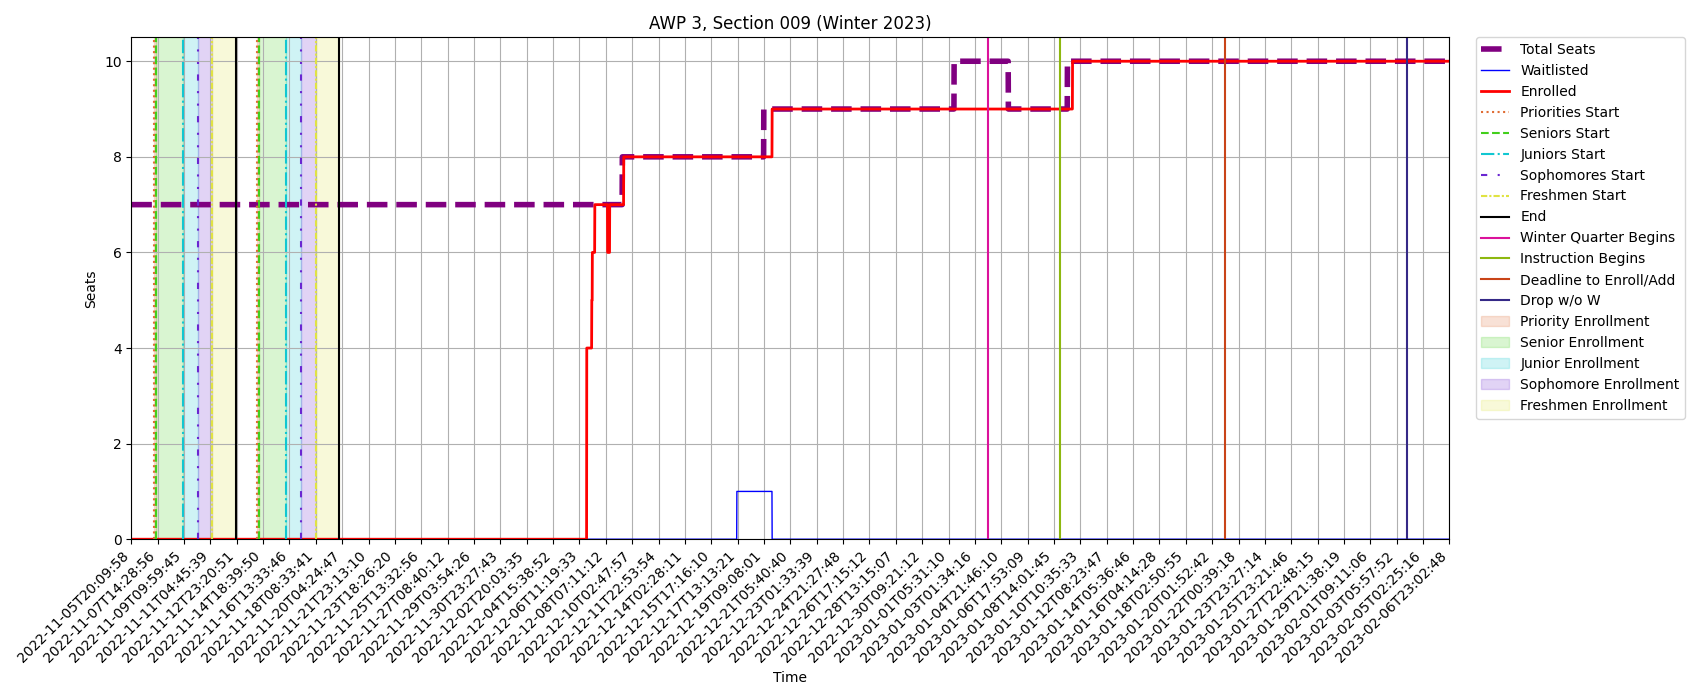 AWP 3, Section 009 (Winter 2023)
Seats
10
8
6
4
2
0
2022-11-05T20:09:58
2022-11-07T14:28:56
2022-11-09T09:59:45
2022-11-11T04:45:39
2022-11-12T23:20:51
2022-11-14T18:39:50
2022-11-16T13:33:46
2022-11-18T08:33:41
2022-11-20T04:24:47
2022-11-21T23:13:10
2022-11-23T18:26:20
2022-11-25T13:32:56
2022-11-27T08:40:12
2022-11-29T03:54:26
2022-11-30T23:27:43
2022-12-02T20:03:35
2022-12-04T15:38:52
2022-12-06T11:19:33
2022-12-08T07:11:12
2022-12-10T02:47:57
2022-12-11T22:53:54
2022-12-14T02:28:11
2022-12-15T17:16:10
2022-12-17T13:13:21
2022-12-19T09:08:01
2022-12-21T05:40:40
2022-12-23T01:33:39
2022-12-24T21:27:48
2022-12-26T17:15:12
2022-12-28T13:15:07
2022-12-30T09:21:12
2023-01-01T05:31:10
2023-01-03T01:34:16
2023-01-04T21:46:10
2023-01-06T17:53:09
2023-01-08T14:01:45
2023-01-10T10:35:33
2023-01-12T08:23:47
2023-01-14T05:36:46
2023-01-16T04:14:28
2023-01-18T02:50:55
2023-01-20T01:52:42
2023-01-22T00:39:18
2023-01-23T23:27:14
2023-01-25T23:21:46
2023-01-27T22:48:15
2023-01-29T21:38:19
2023-02-01T09:11:06
2023-02-03T05:57:52
2023-02-05T02:25:16
2023-02-06T23:02:48
Time
Total Seats
Waitlisted
Enrolled
Priorities Start
Seniors Start
Juniors Start
Sophomores Start
Freshmen Start
End
Winter Quarter Begins
Instruction Begins
Deadline to Enroll/Add
Drop w/o W
Priority Enrollment
Senior Enrollment
Junior Enrollment
Sophomore Enrollment
Freshmen Enrollment